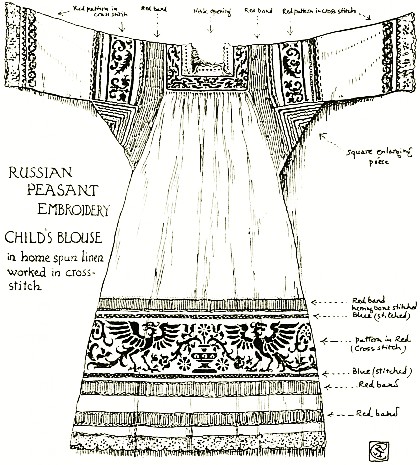 Red pattern in
cross stitch
Red band
Neck opening
Red band
Red pattern in cross stitch
square enlarging
piece
RUSSIAN
PEASANT
EMBROIDERY
CHILD'S BLOUSE
in home spun linen
worked in cross-
stitch
Red band
herring bone stitched
Blue (stitched)
pattern in Red
(Cross stitch)
Blue (stitched)
Red band
Red band